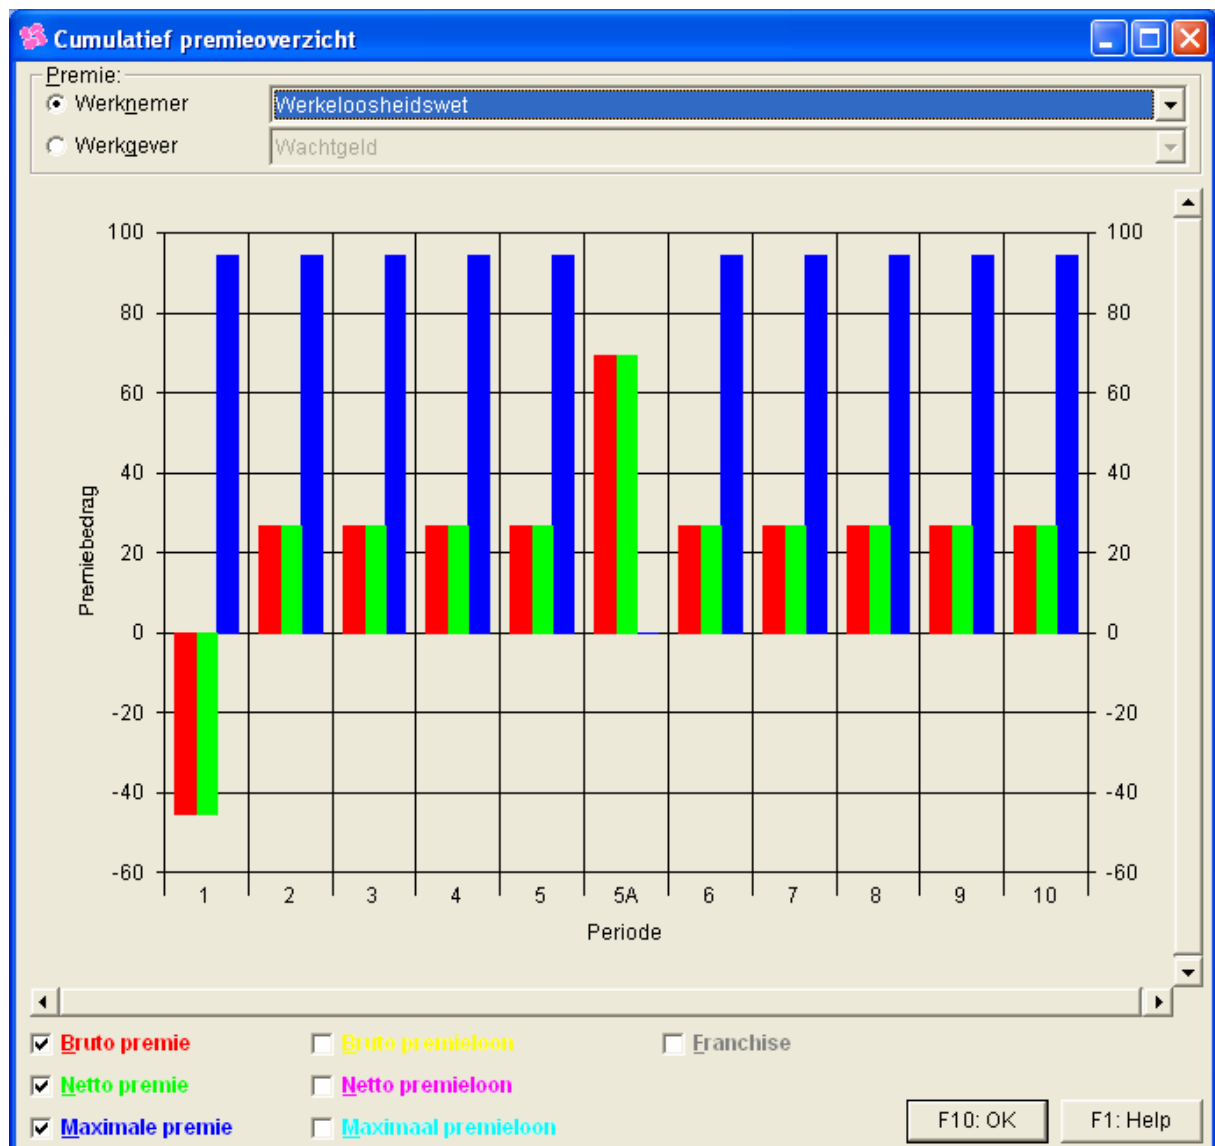 Cumulatief premieoverzicht
Premie:
Werknemer Werkeloosheidswet
Werkgever Wachtgeld
100 100
80 80
60 60
40 40
20 20
0 0
-20 -20
-40 -40
-60 -60
Premiebedrag
1 2 3 4 5 5A 6 7 8 9 10
Periode
Bruto premie Bruto premieloon Franchise
Netto premie Netto premieloon
Maximale premie Maximaal premieloon F10: OK F1: Help